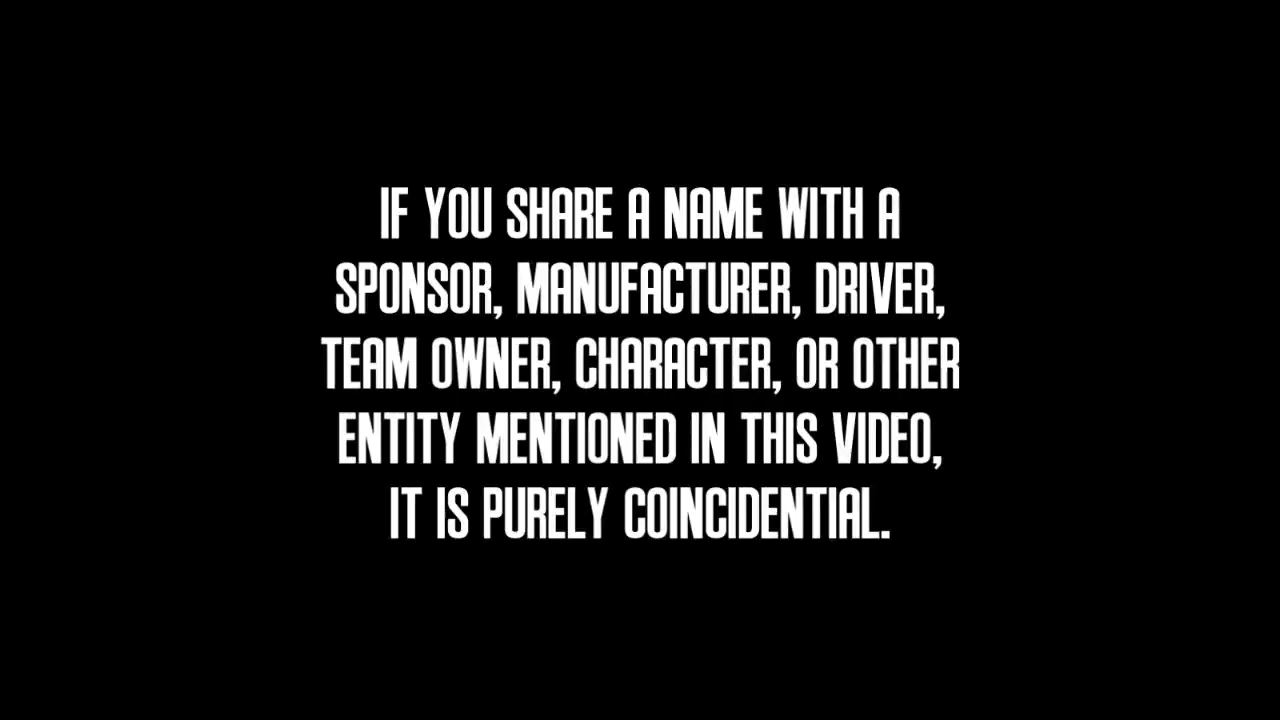 IF YOU SHARE A NAME WITH A
SPONSOR, MANUFACTURER, DRIVER,
TEAM OWNER, CHARACTER, OR OTHER
ENTITY MENTIONED IN THIS VIDEO,
IT IS PURELY COINCIDENTIAL.